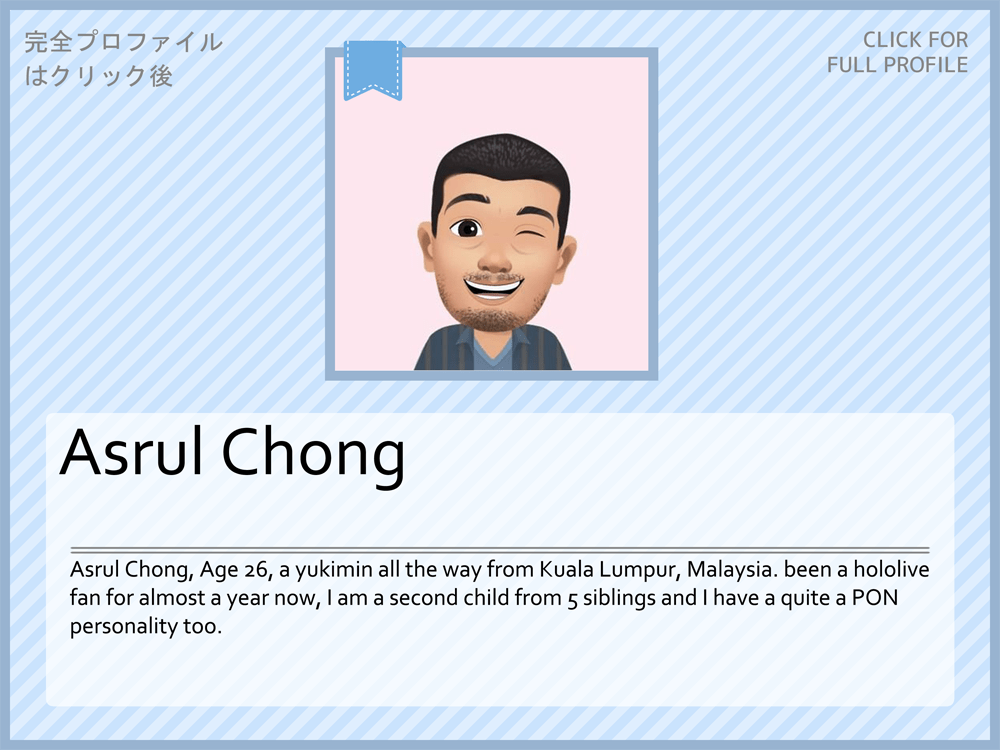 完全プロファイル
はクリック後
CLICK FOR
FULL PROFILE
Asrul Chong
Asrul Chong, Age 26, a yukimin all the way from Kuala Lumpur, Malaysia. been a hololive
fan for almost a year now, I am a second child from 5 siblings and I have a quite a PON
personality too.